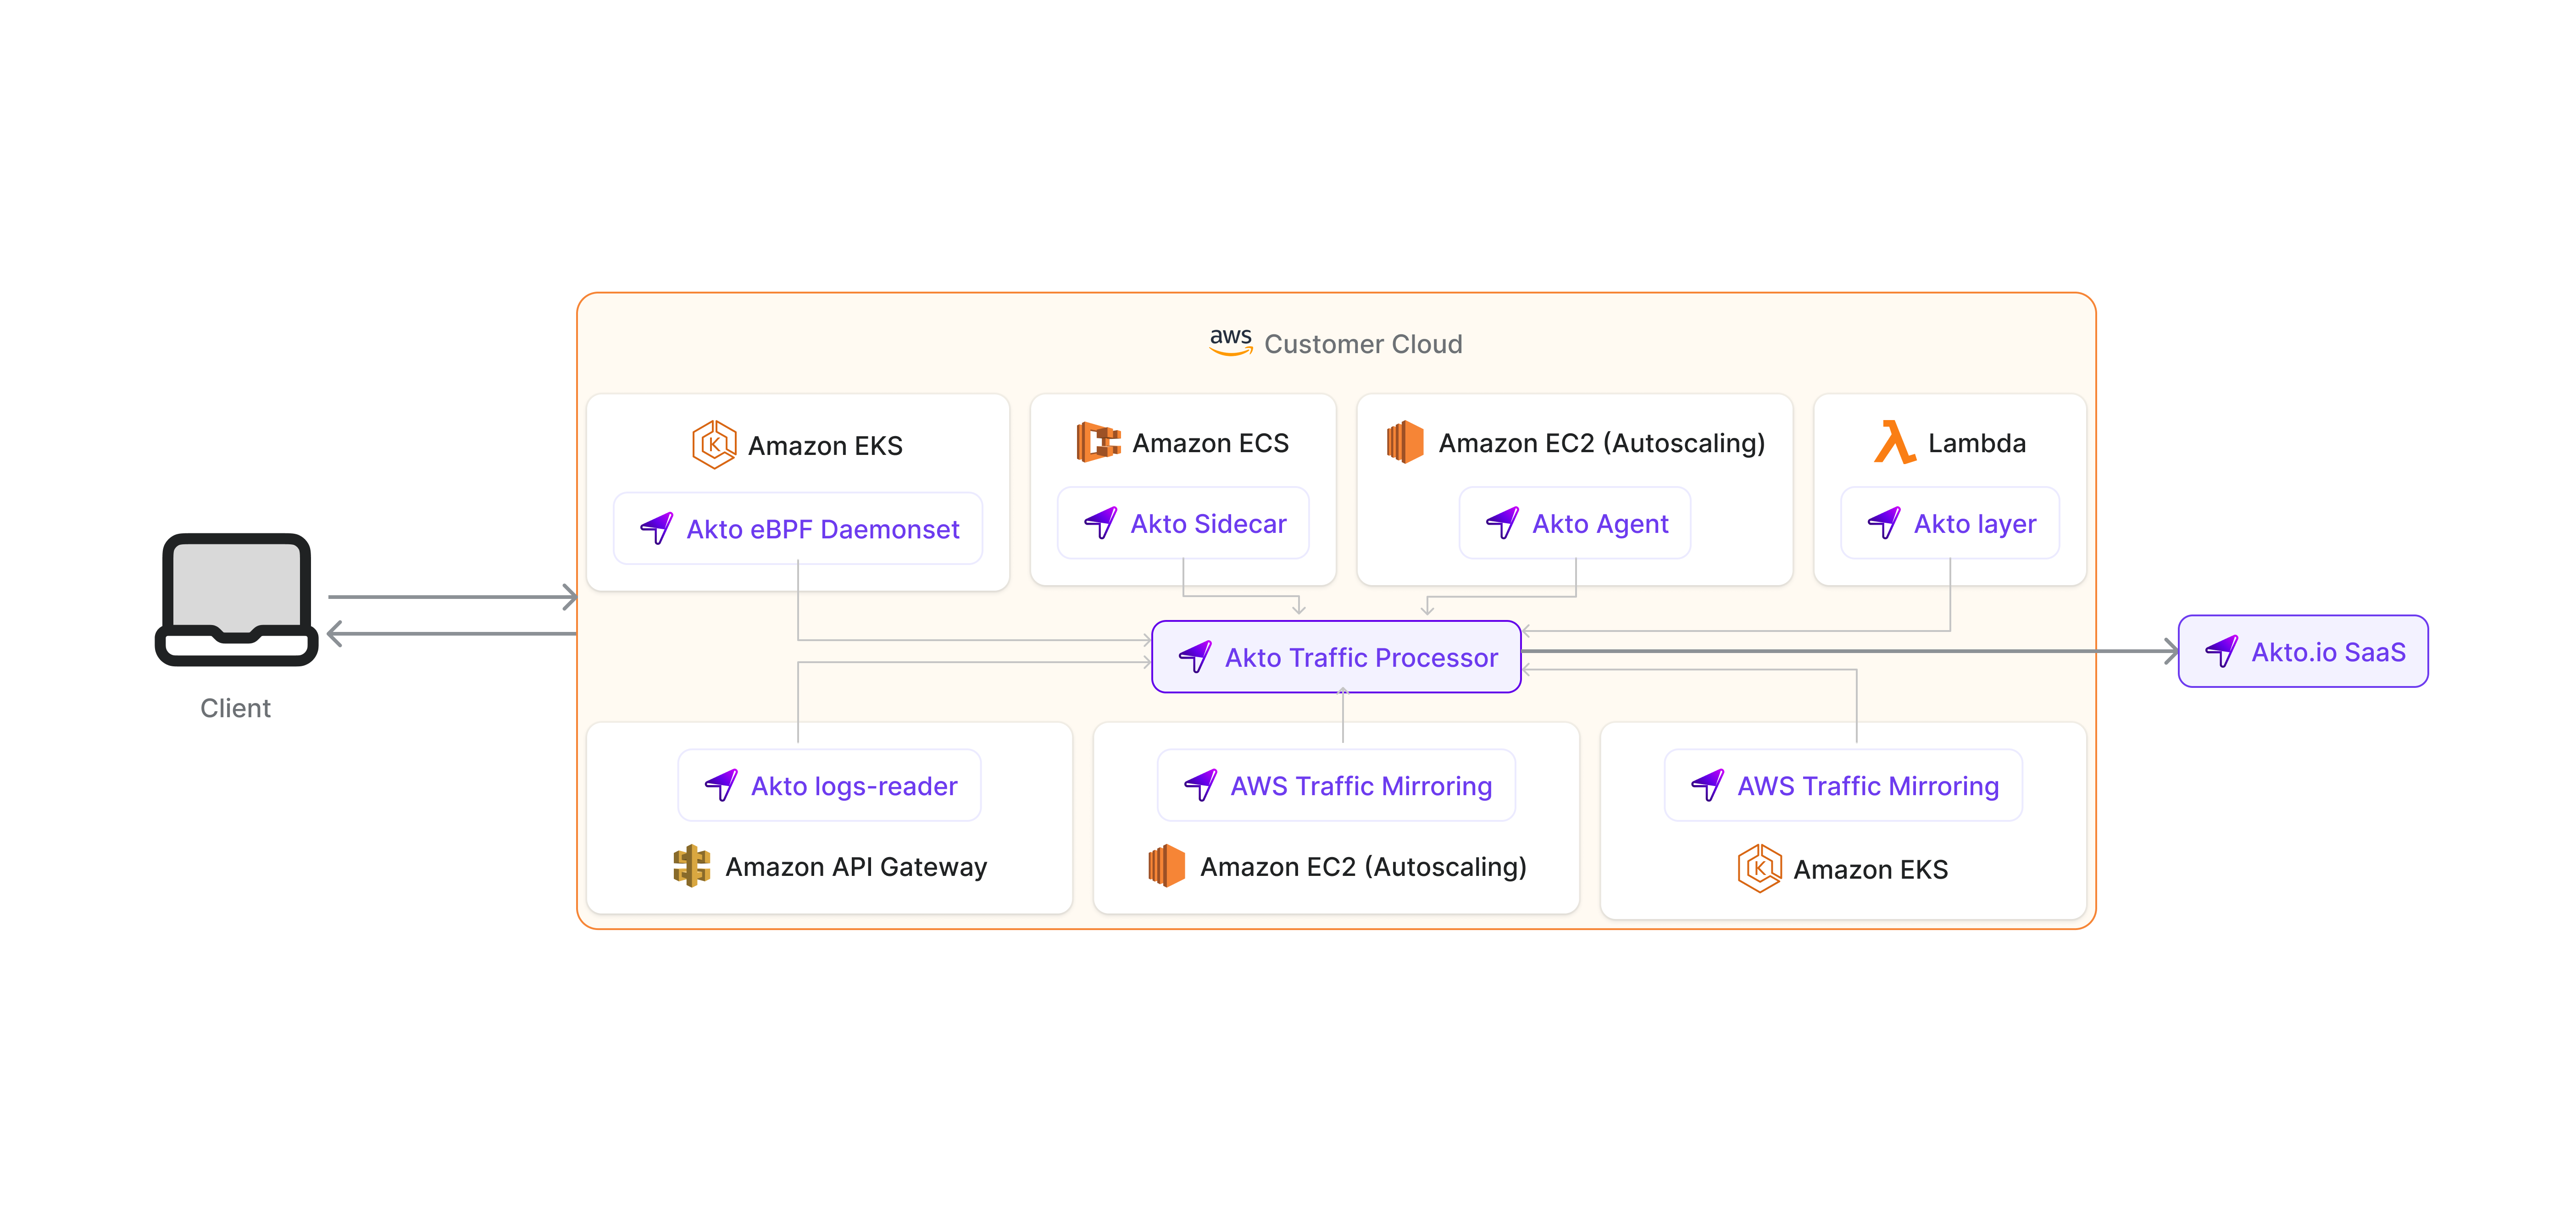 aws Customer Cloud
Amazon EKS
Akto eBPF Daemonset
Amazon ECS
Akto Sidecar
Amazon EC2 (Autoscaling)
Akto Agent
Lambda
Akto layer
Client
Akto Traffic Processor
Akto.io SaaS
Akto logs-reader
Amazon API Gateway
AWS Traffic Mirroring
Amazon EC2 (Autoscaling)
AWS Traffic Mirroring
Amazon EKS